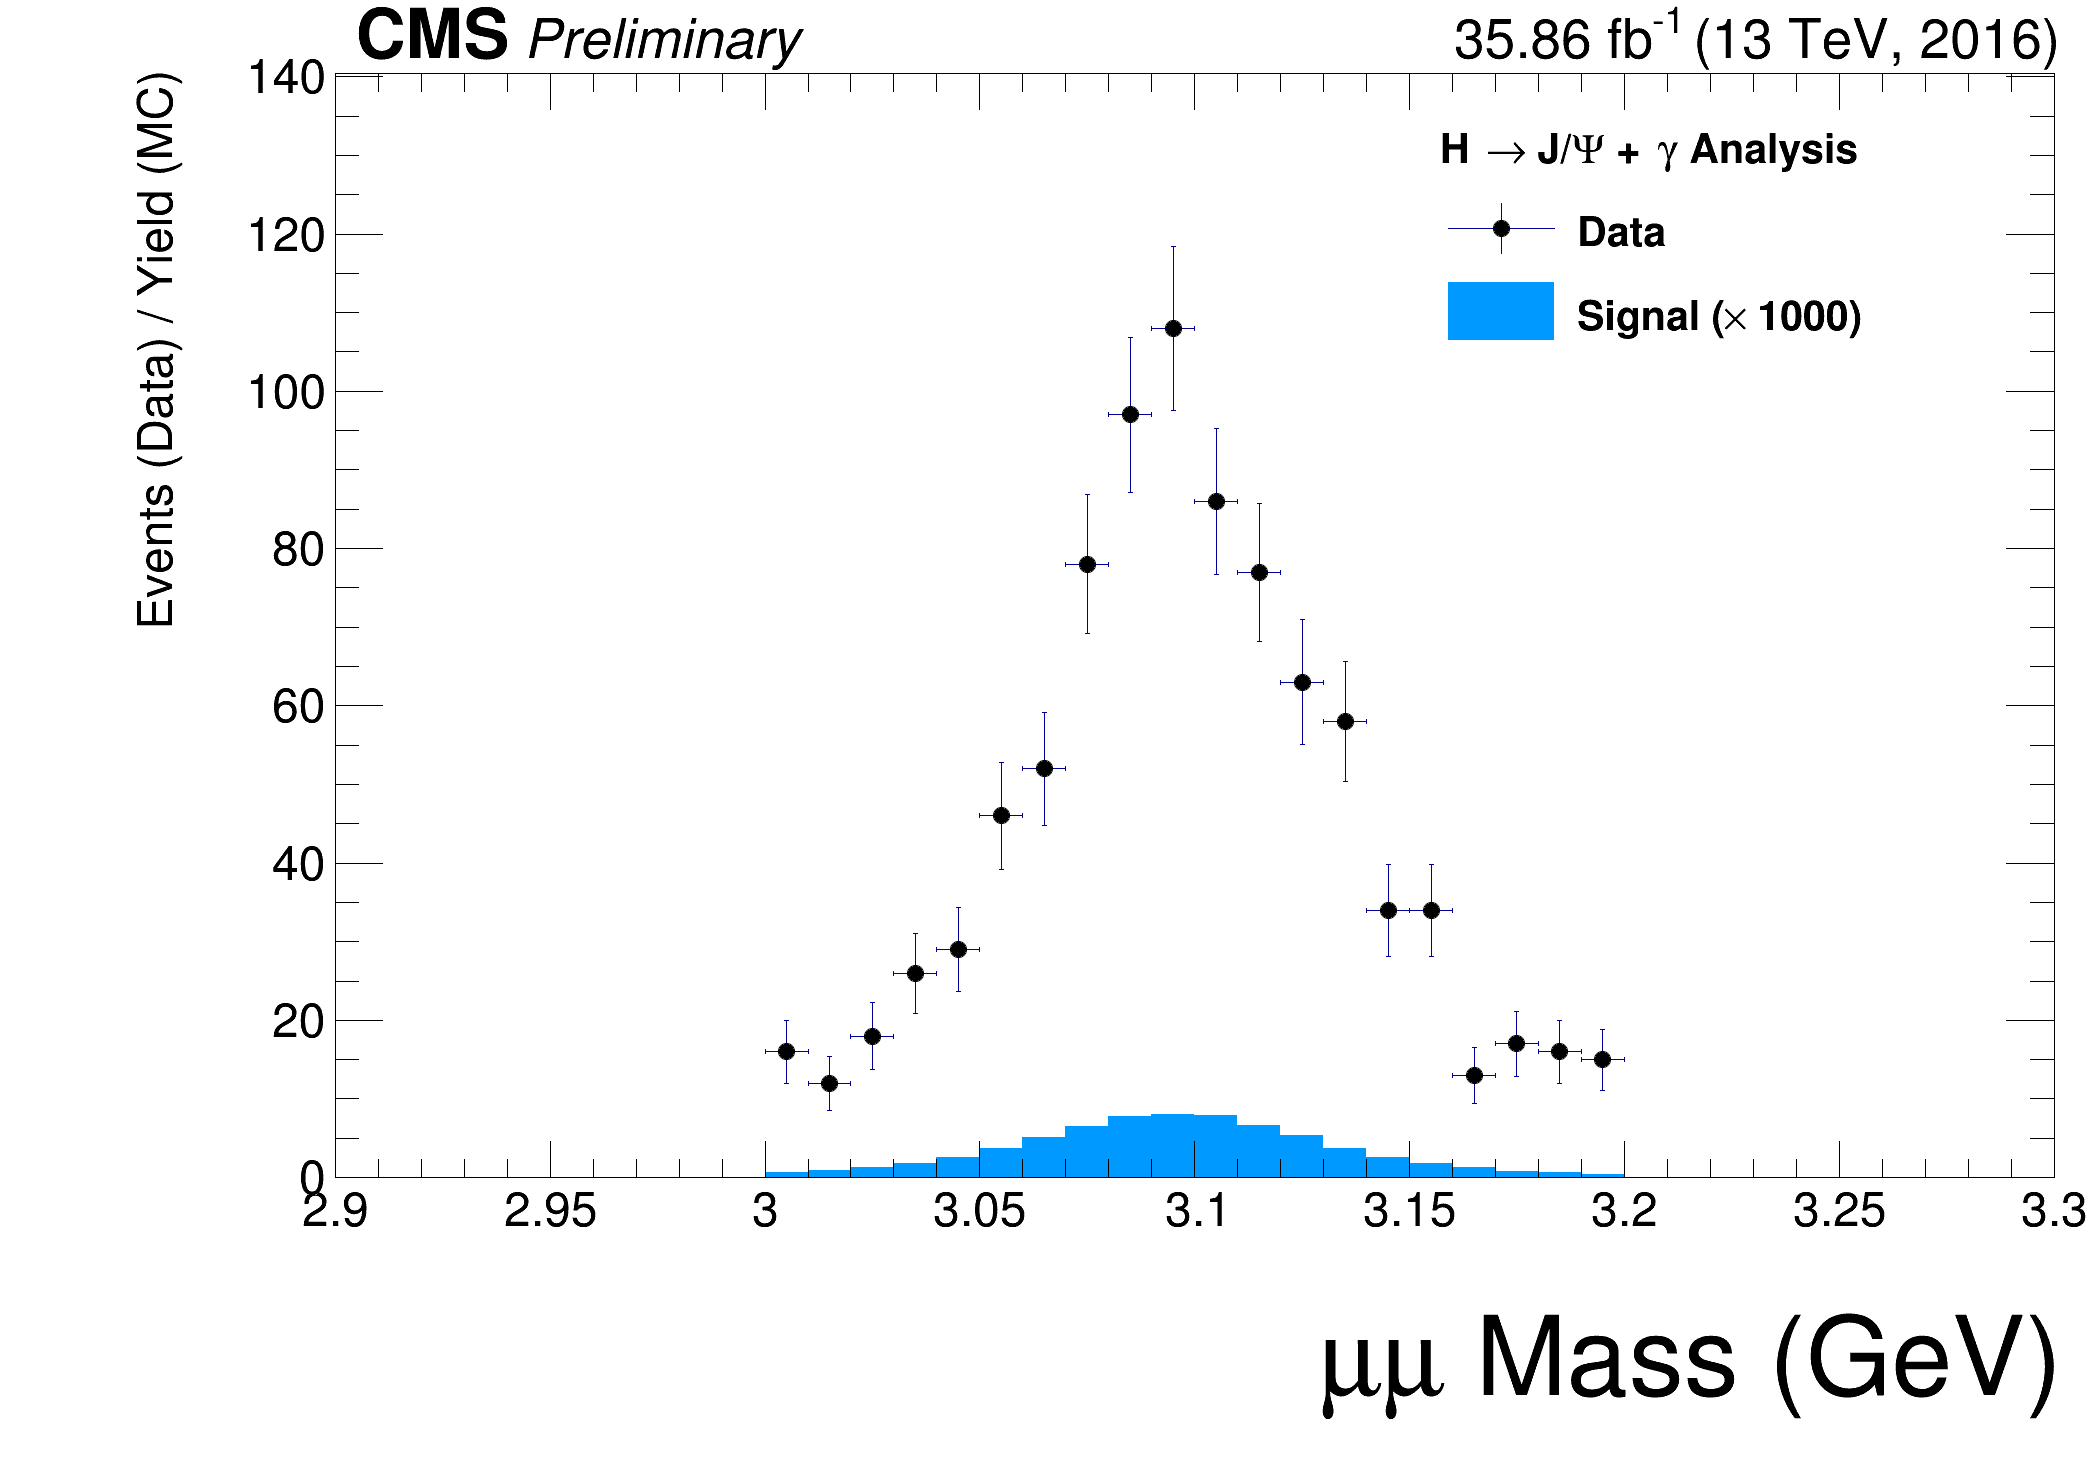 CMS Preliminary
35.86 fb-1 (13 TeV, 2016)
Events (Data) / Yield (MC)
140
120
100
80
60
40
20
0
H → J/Ψ + γ Analysis
Data
Signal (× 1000)
2.9 2.95 3 3.05 3.1 3.15 3.2 3.25 3.3
μμ Mass (GeV)